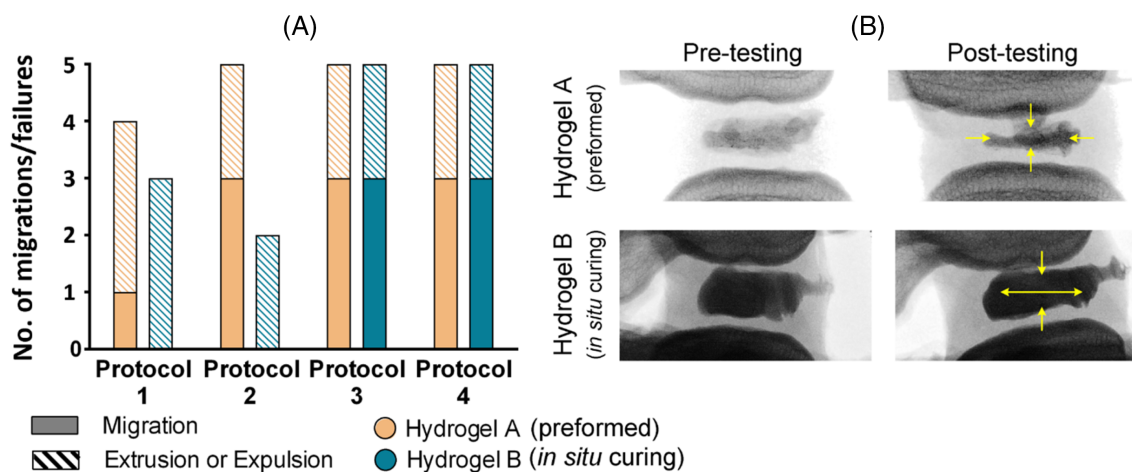 (A)
No. of migrations/failures
5
4
3
2
1
0
Protocol 1
Protocol 2
Protocol 3
Protocol 4
Migration
Extrusion or Expulsion
Hydrogel A (preformed)
Hydrogel B (in situ curing)
(B)
Pre-testing
Post-testing
Hydrogel A
(preformed)
Hydrogel B
(in situ curing)